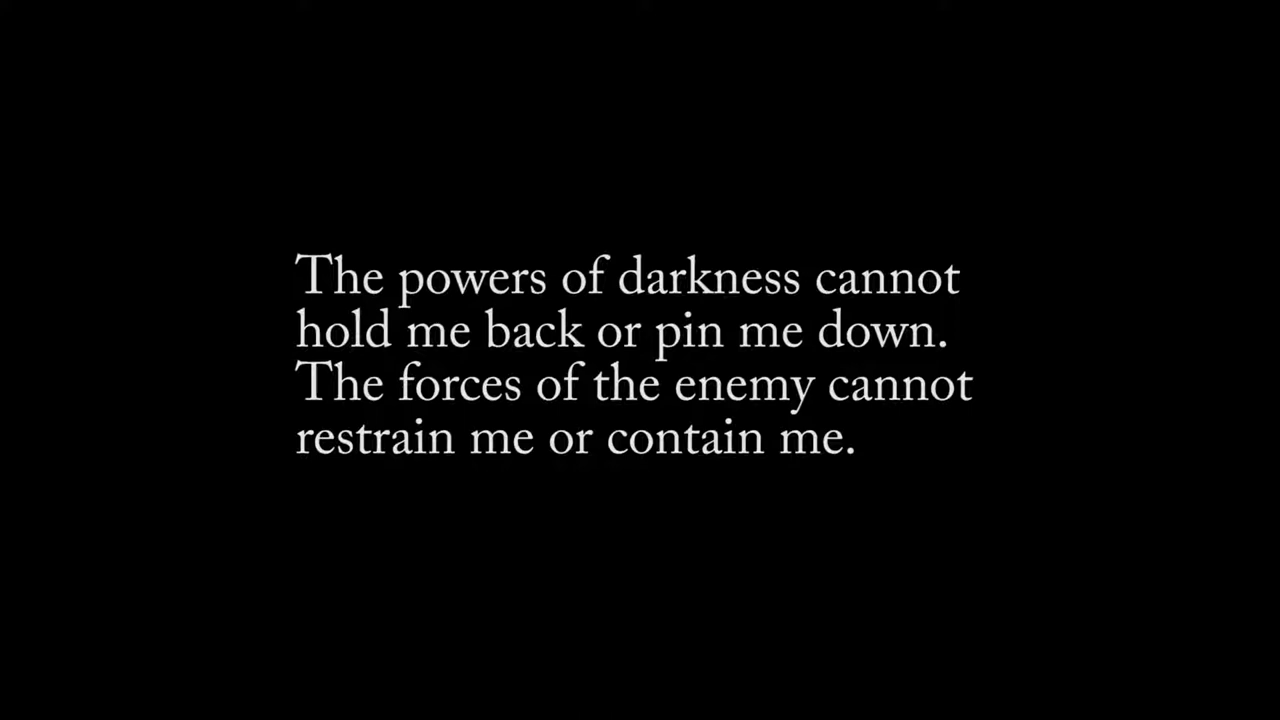 The powers of darkness cannot
hold me back or pin me down.
The forces of the enemy cannot
restrain me or contain me.